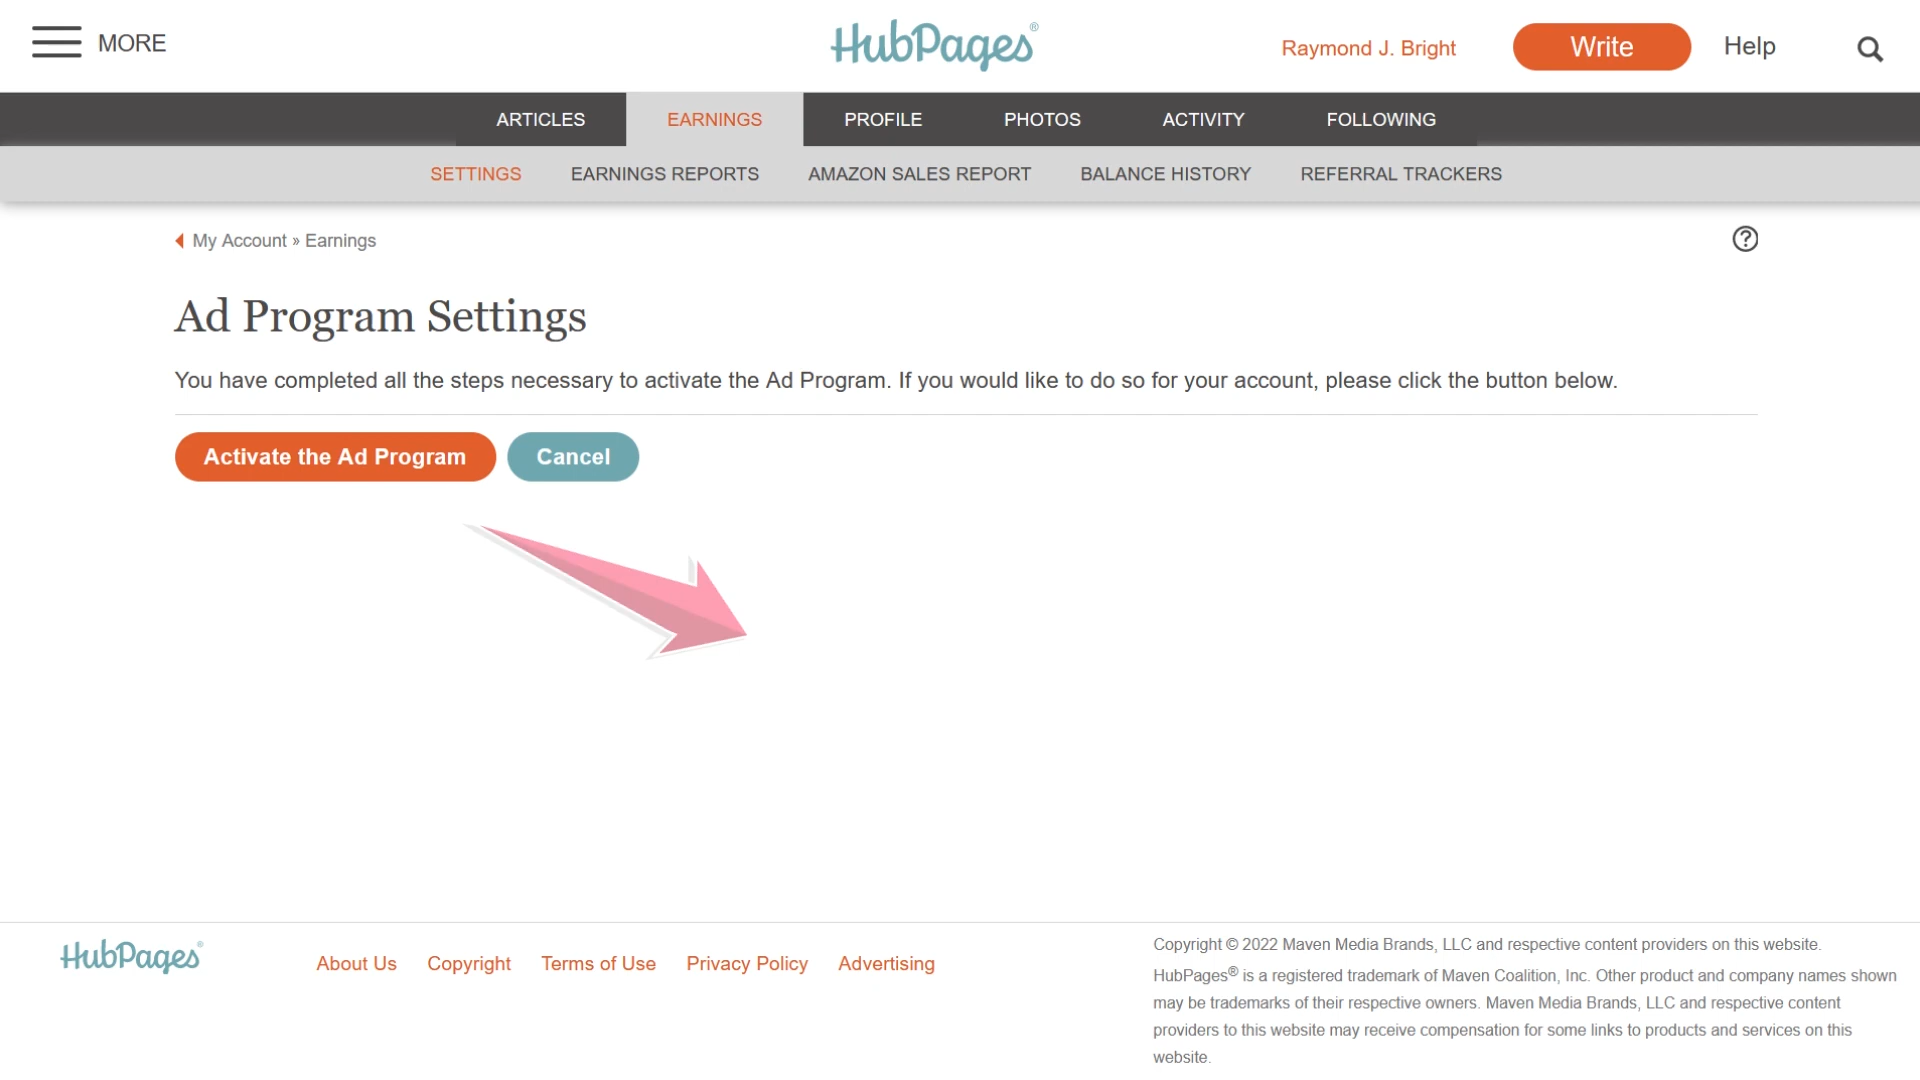 MORE
HubPages®
Raymond J. Bright
Write
Help
ARTICLES
EARNINGS
PROFILE
PHOTOS
ACTIVITY
FOLLOWING
SETTINGS
EARNINGS REPORTS
AMAZON SALES REPORT
BALANCE HISTORY
REFERRAL TRACKERS
My Account » Earnings
?
Ad Program Settings
You have completed all the steps necessary to activate the Ad Program. If you would like to do so for your account, please click the button below.
Activate the Ad Program
Cancel
HubPages®
About Us
Copyright
Terms of Use
Privacy Policy
Advertising
Copyright © 2022 Maven Media Brands, LLC and respective content providers on this website.
HubPages® is a registered trademark of Maven Coalition, Inc. Other product and company names shown
may be trademarks of their respective owners. Maven Media Brands, LLC and respective content
providers to this website may receive compensation for some links to products and services on this
website.